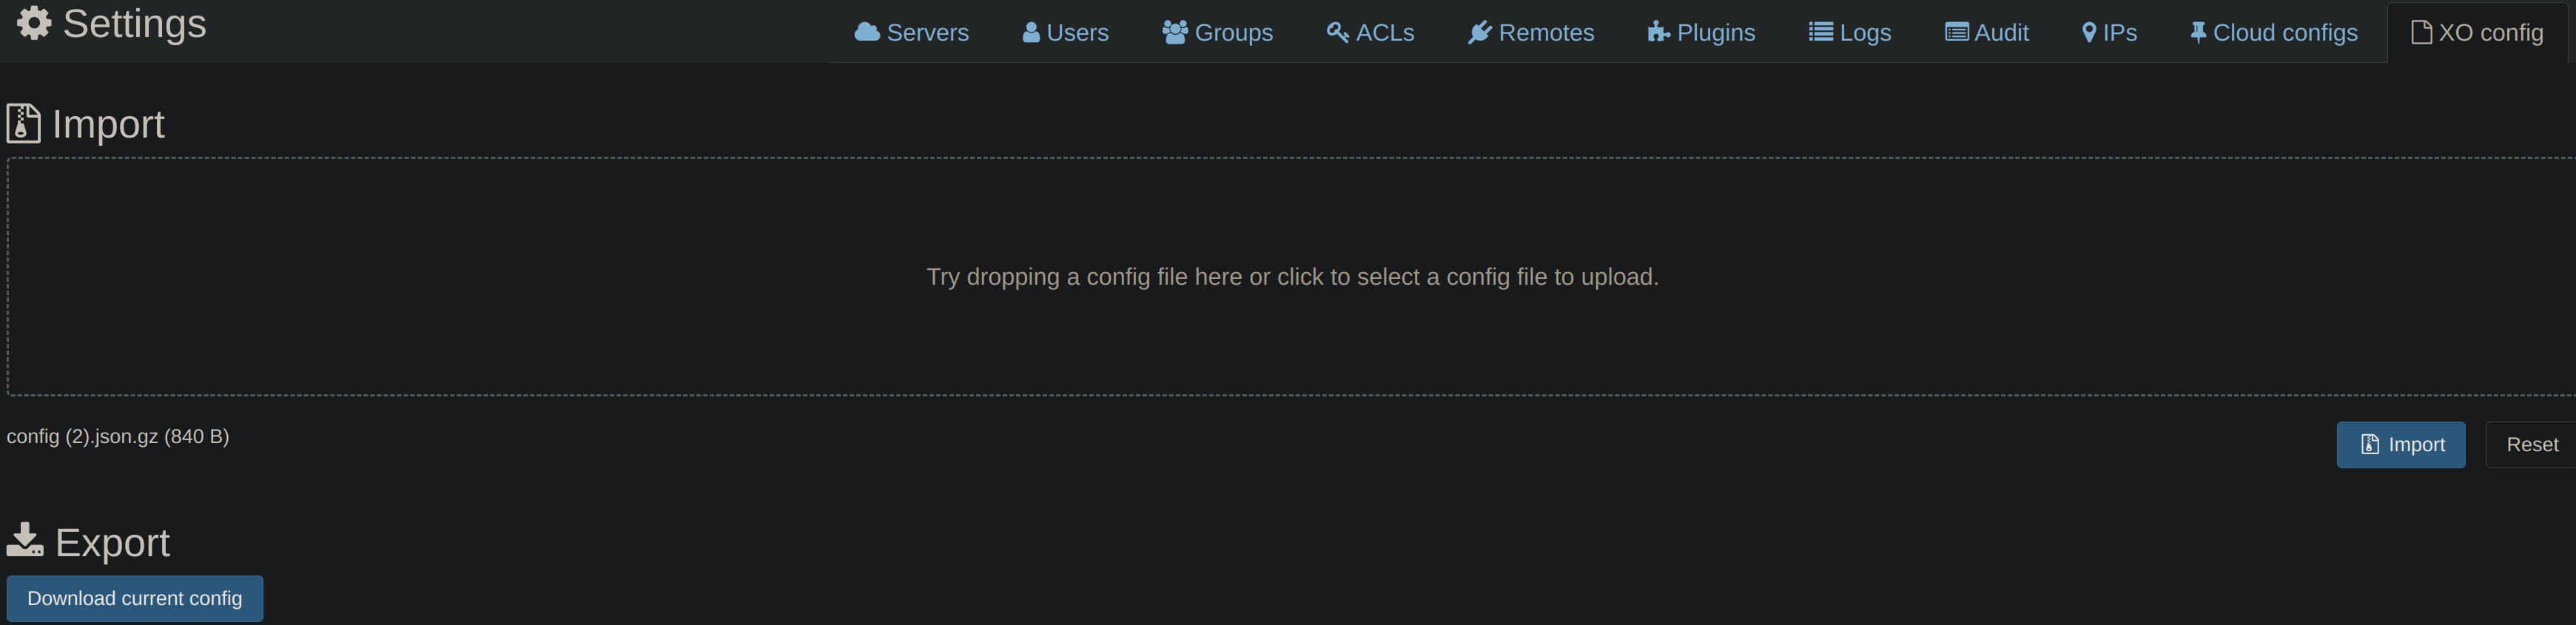 Settings
Servers Users Groups ACLs Remotes Plugins Logs Audit IPs Cloud configs XO config
Import
Try dropping a config file here or click to select a config file to upload.
config (2).json.gz (840 B)
Import Reset
Export
Download current config